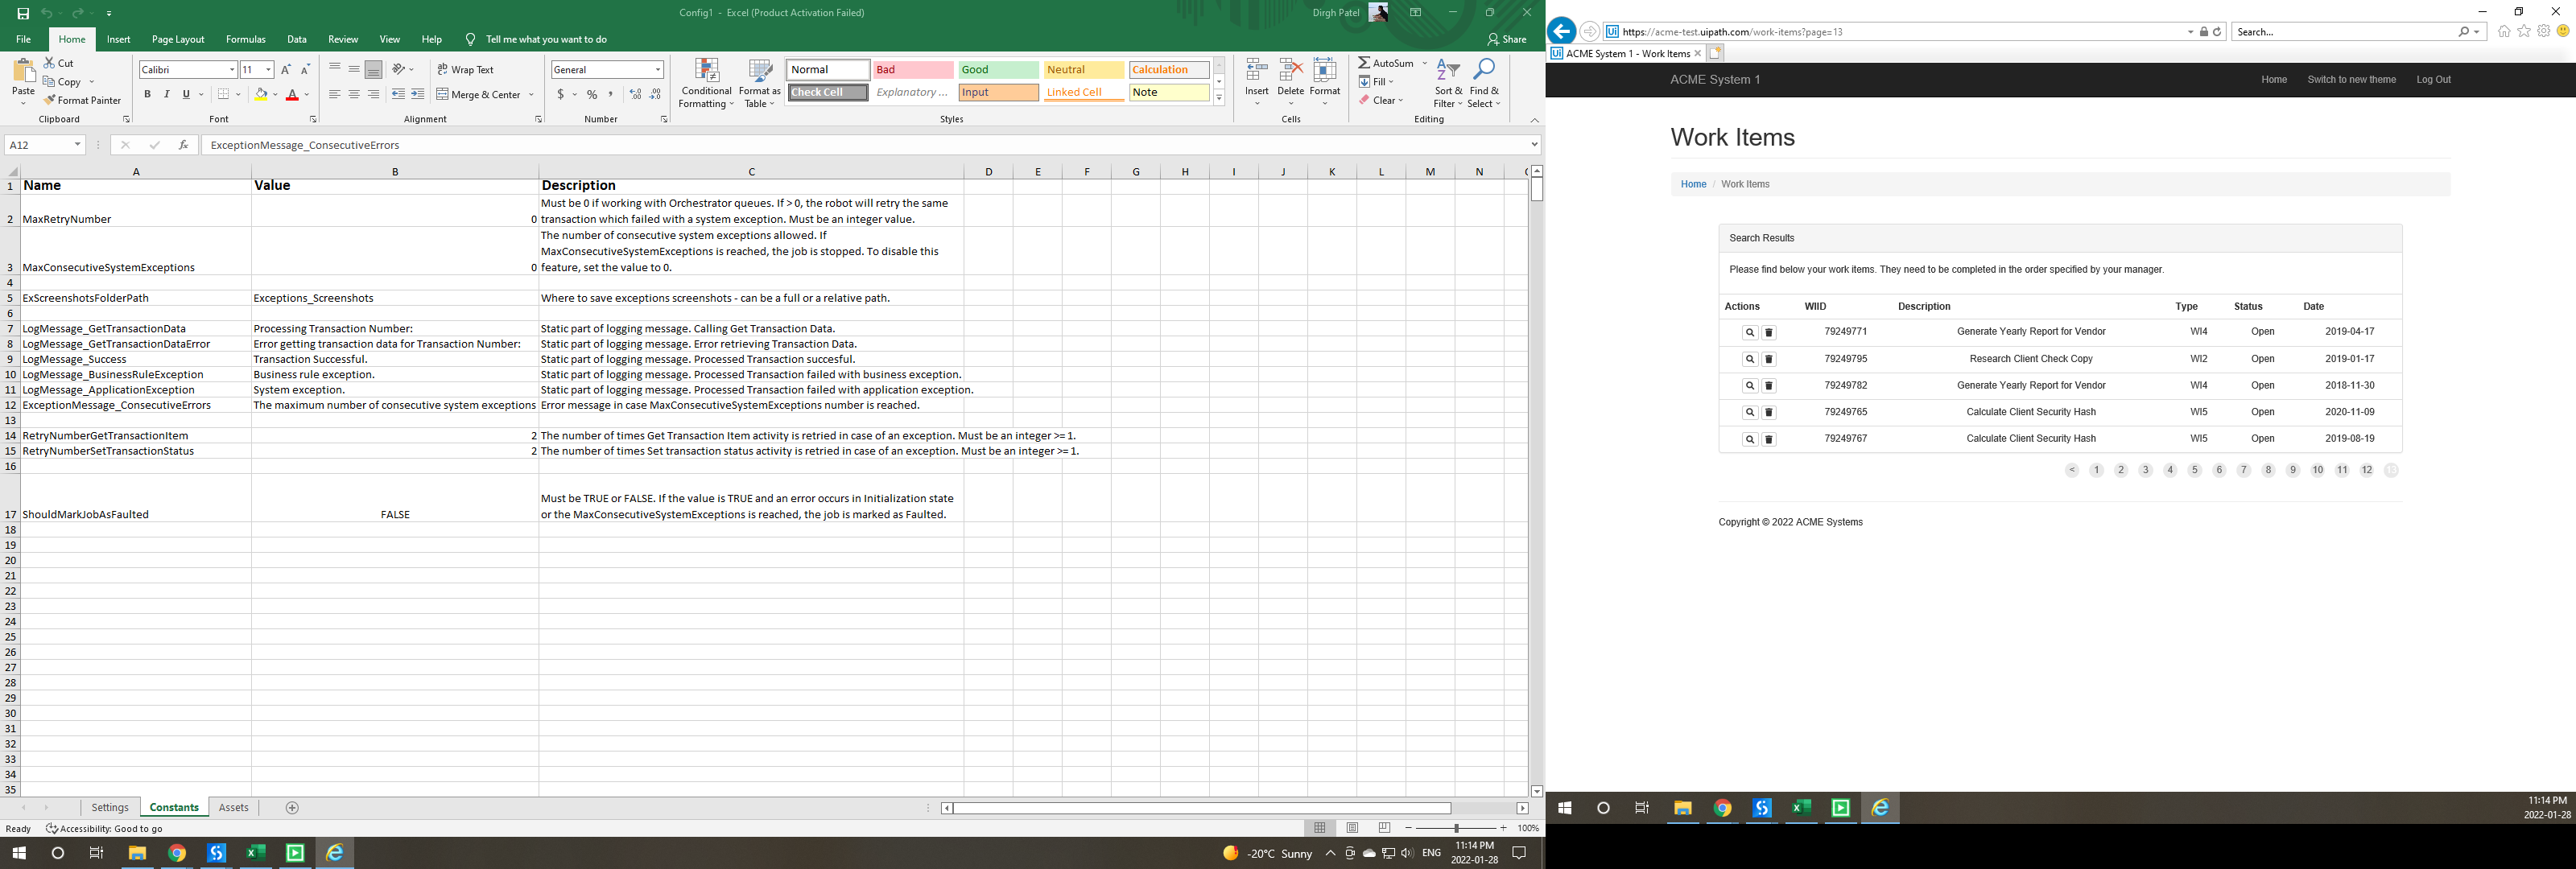 Config1 - Excel (Product Activation Failed)
Dirgh Patel
File Home Insert Page Layout Formulas Data Review View Help Tell me what you want to do
Share
Paste
Cut
Copy
Format Painter
Clipboard
Calibri 11
B I U
Font
Wrap Text
Merge & Center
Alignment
General
$ % ,
Number
Conditional Formatting
Format as Table
Normal Bad Good Neutral Calculation
Check Cell Explanatory ... Input Linked Cell Note
Styles
Insert Delete Format
Cells
AutoSum
Fill
Clear
Sort & Filter
Find & Select
Editing
A12
ExceptionMessage_ConsecutiveErrors
A B C D E F G H I J K L M N
1 Name Value Description
2 MaxRetryNumber 0 Must be 0 if working with Orchestrator queues. If > 0, the robot will retry the same
transaction which failed with a system exception. Must be an integer value.
3 MaxConsecutiveSystemExceptions 0 The number of consecutive system exceptions allowed. If
MaxConsecutiveSystemExceptions is reached, the job is stopped. To disable this
feature, set the value to 0.
4
5 ExScreenshotsFolderPath Exceptions_Screenshots Where to save exceptions screenshots - can be a full or a relative path.
6
7 LogMessage_GetTransactionData Processing Transaction Number: Static part of logging message. Calling Get Transaction Data.
8 LogMessage_GetTransactionDataError Error getting transaction data for Transaction Number: Static part of logging message. Error retrieving Transaction Data.
9 LogMessage_Success Transaction Successful. Static part of logging message. Processed Transaction succesful.
10 LogMessage_BusinessRuleException Business rule exception. Static part of logging message. Processed Transaction failed with business exception.
11 LogMessage_ApplicationException System exception. Static part of logging message. Processed Transaction failed with application exception.
12 ExceptionMessage_ConsecutiveErrors The maximum number of consecutive system exceptions Error message in case MaxConsecutiveSystemExceptions number is reached.
13
14 RetryNumberGetTransactionItem 2 The number of times Get Transaction Item activity is retried in case of an exception. Must be an integer >= 1.
15 RetryNumberSetTransactionStatus 2 The number of times Set transaction status activity is retried in case of an exception. Must be an integer >= 1.
16
17 ShouldMarkJobAsFaulted FALSE Must be TRUE or FALSE. If the value is TRUE and an error occurs in Initialization state
or the MaxConsecutiveSystemExceptions is reached, the job is marked as Faulted.
18
19
20
21
22
23
24
25
26
27
28
29
30
31
32
33
34
35
Settings Constants Assets
Ready Accessibility: Good to go
100%
-20°C Sunny ENG 11:14 PM
2022-01-28
https://acme-test.uipath.com/work-items?page=13
Search...
ACME System 1 - Work Items
ACME System 1 Home Switch to new theme Log Out
Work Items
Home / Work Items
Search Results
Please find below your work items. They need to be completed in the order specified by your manager.
Actions WIID Description Type Status Date
79249771 Generate Yearly Report for Vendor WI4 Open 2019-04-17
79249795 Research Client Check Copy WI2 Open 2019-01-17
79249782 Generate Yearly Report for Vendor WI4 Open 2018-11-30
79249765 Calculate Client Security Hash WI5 Open 2020-11-09
79249767 Calculate Client Security Hash WI5 Open 2019-08-19
< 1 2 3 4 5 6 7 8 9 10 11 12 13
Copyright © 2022 ACME Systems
11:14 PM
2022-01-28